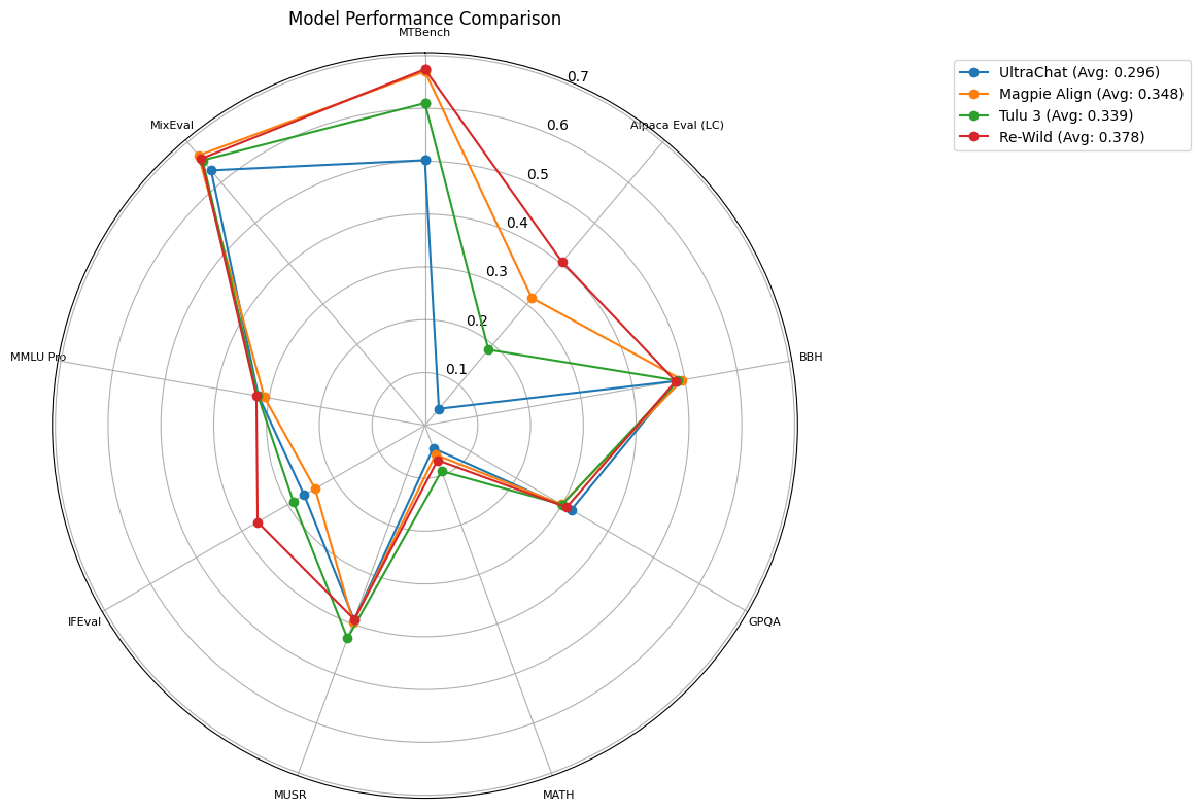 Model Performance Comparison
MTBench
UltraChat (Avg: 0.296)
Magpie Align (Avg: 0.348)
Tulu 3 (Avg: 0.339)
Re-Wild (Avg: 0.378)
0.7
0.6
0.5
0.4
0.3
0.2
0.1
MixEval
Alpaca Eval (LC)
MMLU Pro
BBH
IFEval
GPQA
MUSR
MATH